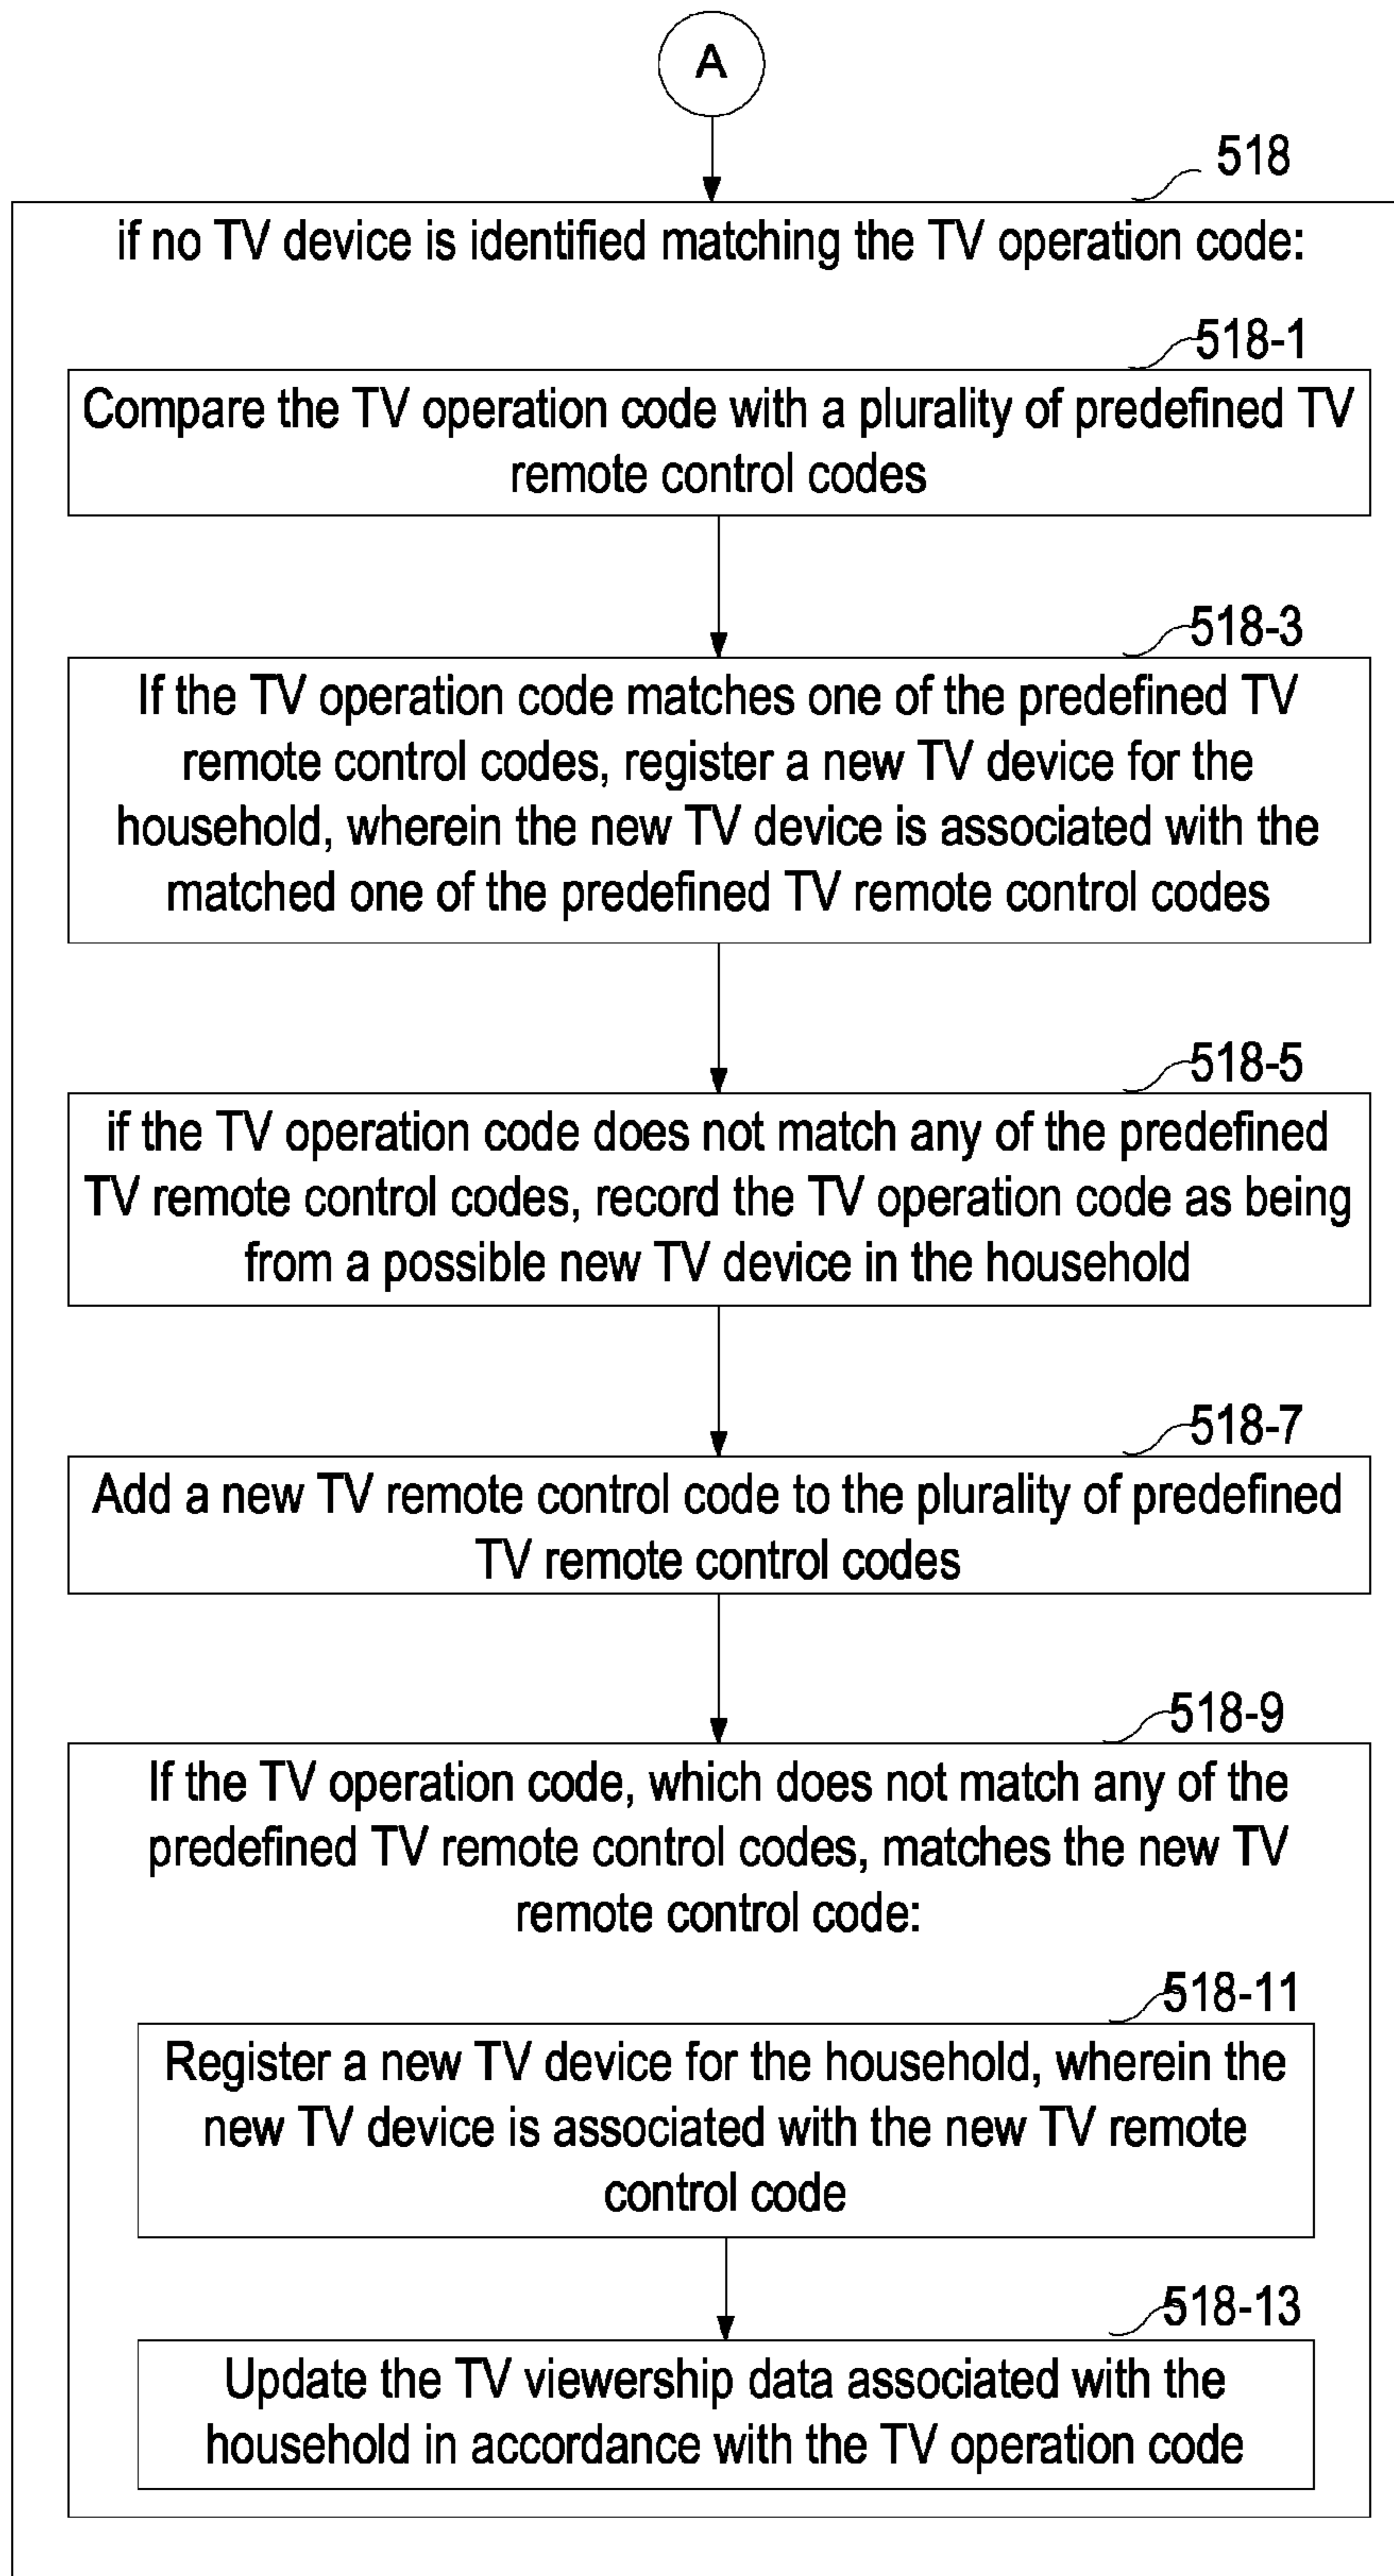 A
518
if no TV device is identified matching the TV operation code:
518-1
Compare the TV operation code with a plurality of predefined TV
remote control codes
518-3
If the TV operation code matches one of the predefined TV
remote control codes, register a new TV device for the
household, wherein the new TV device is associated with the
matched one of the predefined TV remote control codes
518-5
if the TV operation code does not match any of the predefined
TV remote control codes, record the TV operation code as being
from a possible new TV device in the household
518-7
Add a new TV remote control code to the plurality of predefined
TV remote control codes
518-9
If the TV operation code, which does not match any of the
predefined TV remote control codes, matches the new TV
remote control code:
518-11
Register a new TV device for the household, wherein the
new TV device is associated with the new TV remote
control code
518-13
Update the TV viewership data associated with the
household in accordance with the TV operation code